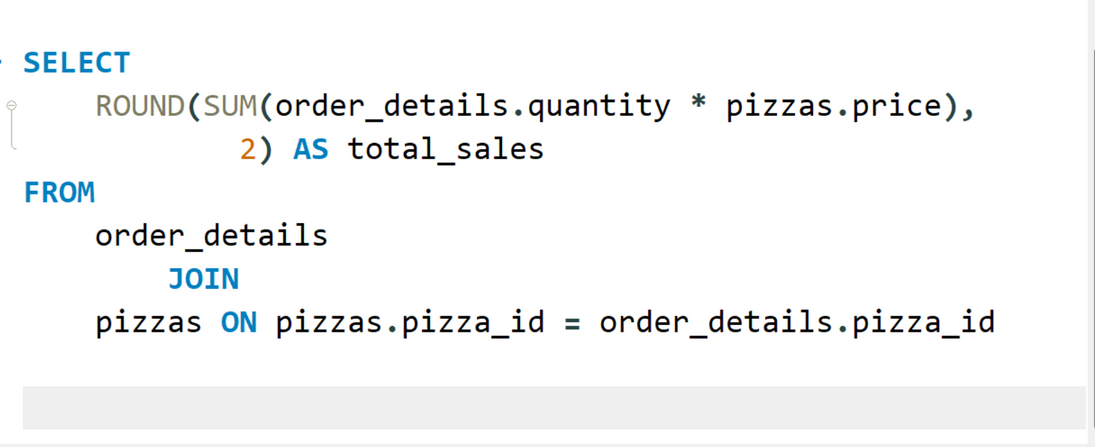 SELECT
ROUND(SUM(order_details.quantity * pizzas.price),
2) AS total_sales
FROM
order_details
JOIN
pizzas ON pizzas.pizza_id = order_details.pizza_id